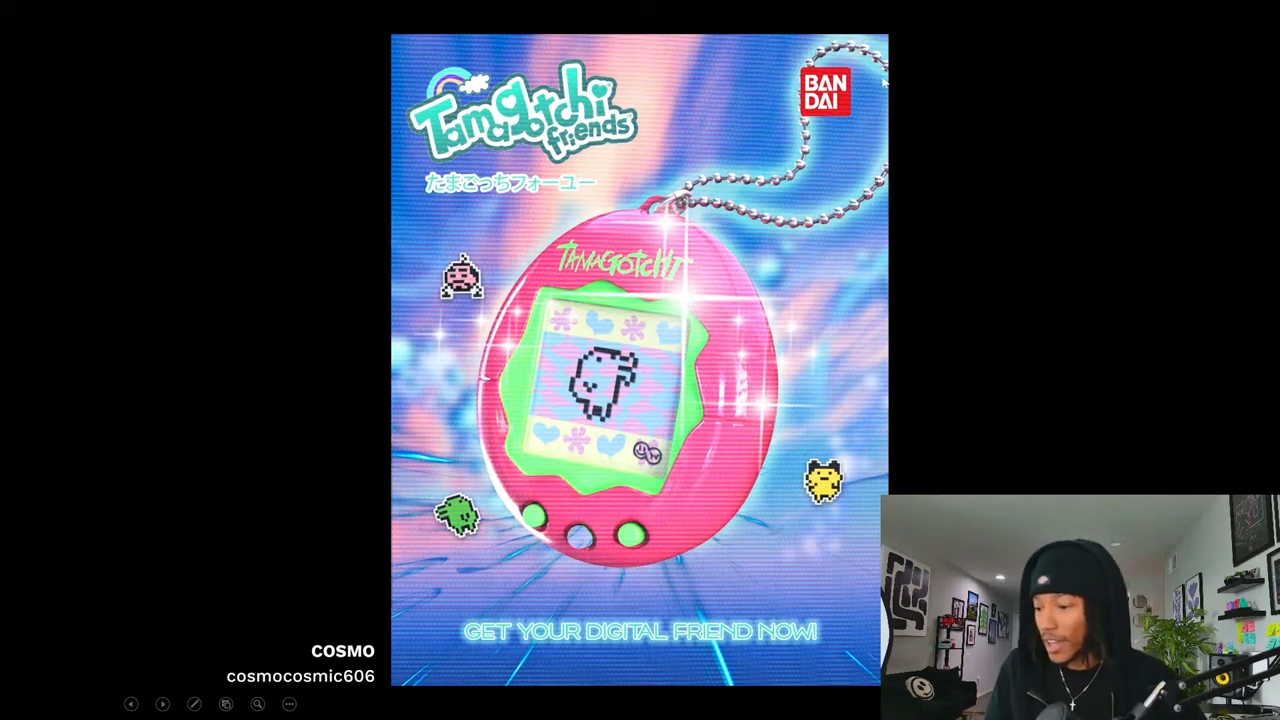 Tamagotchi
friends
たまごっちフォーユー
BAN
DAI
TAMAGOTCHI
GET YOUR DIGITAL FRIEND NOW!
COSMO
cosmocosmic606